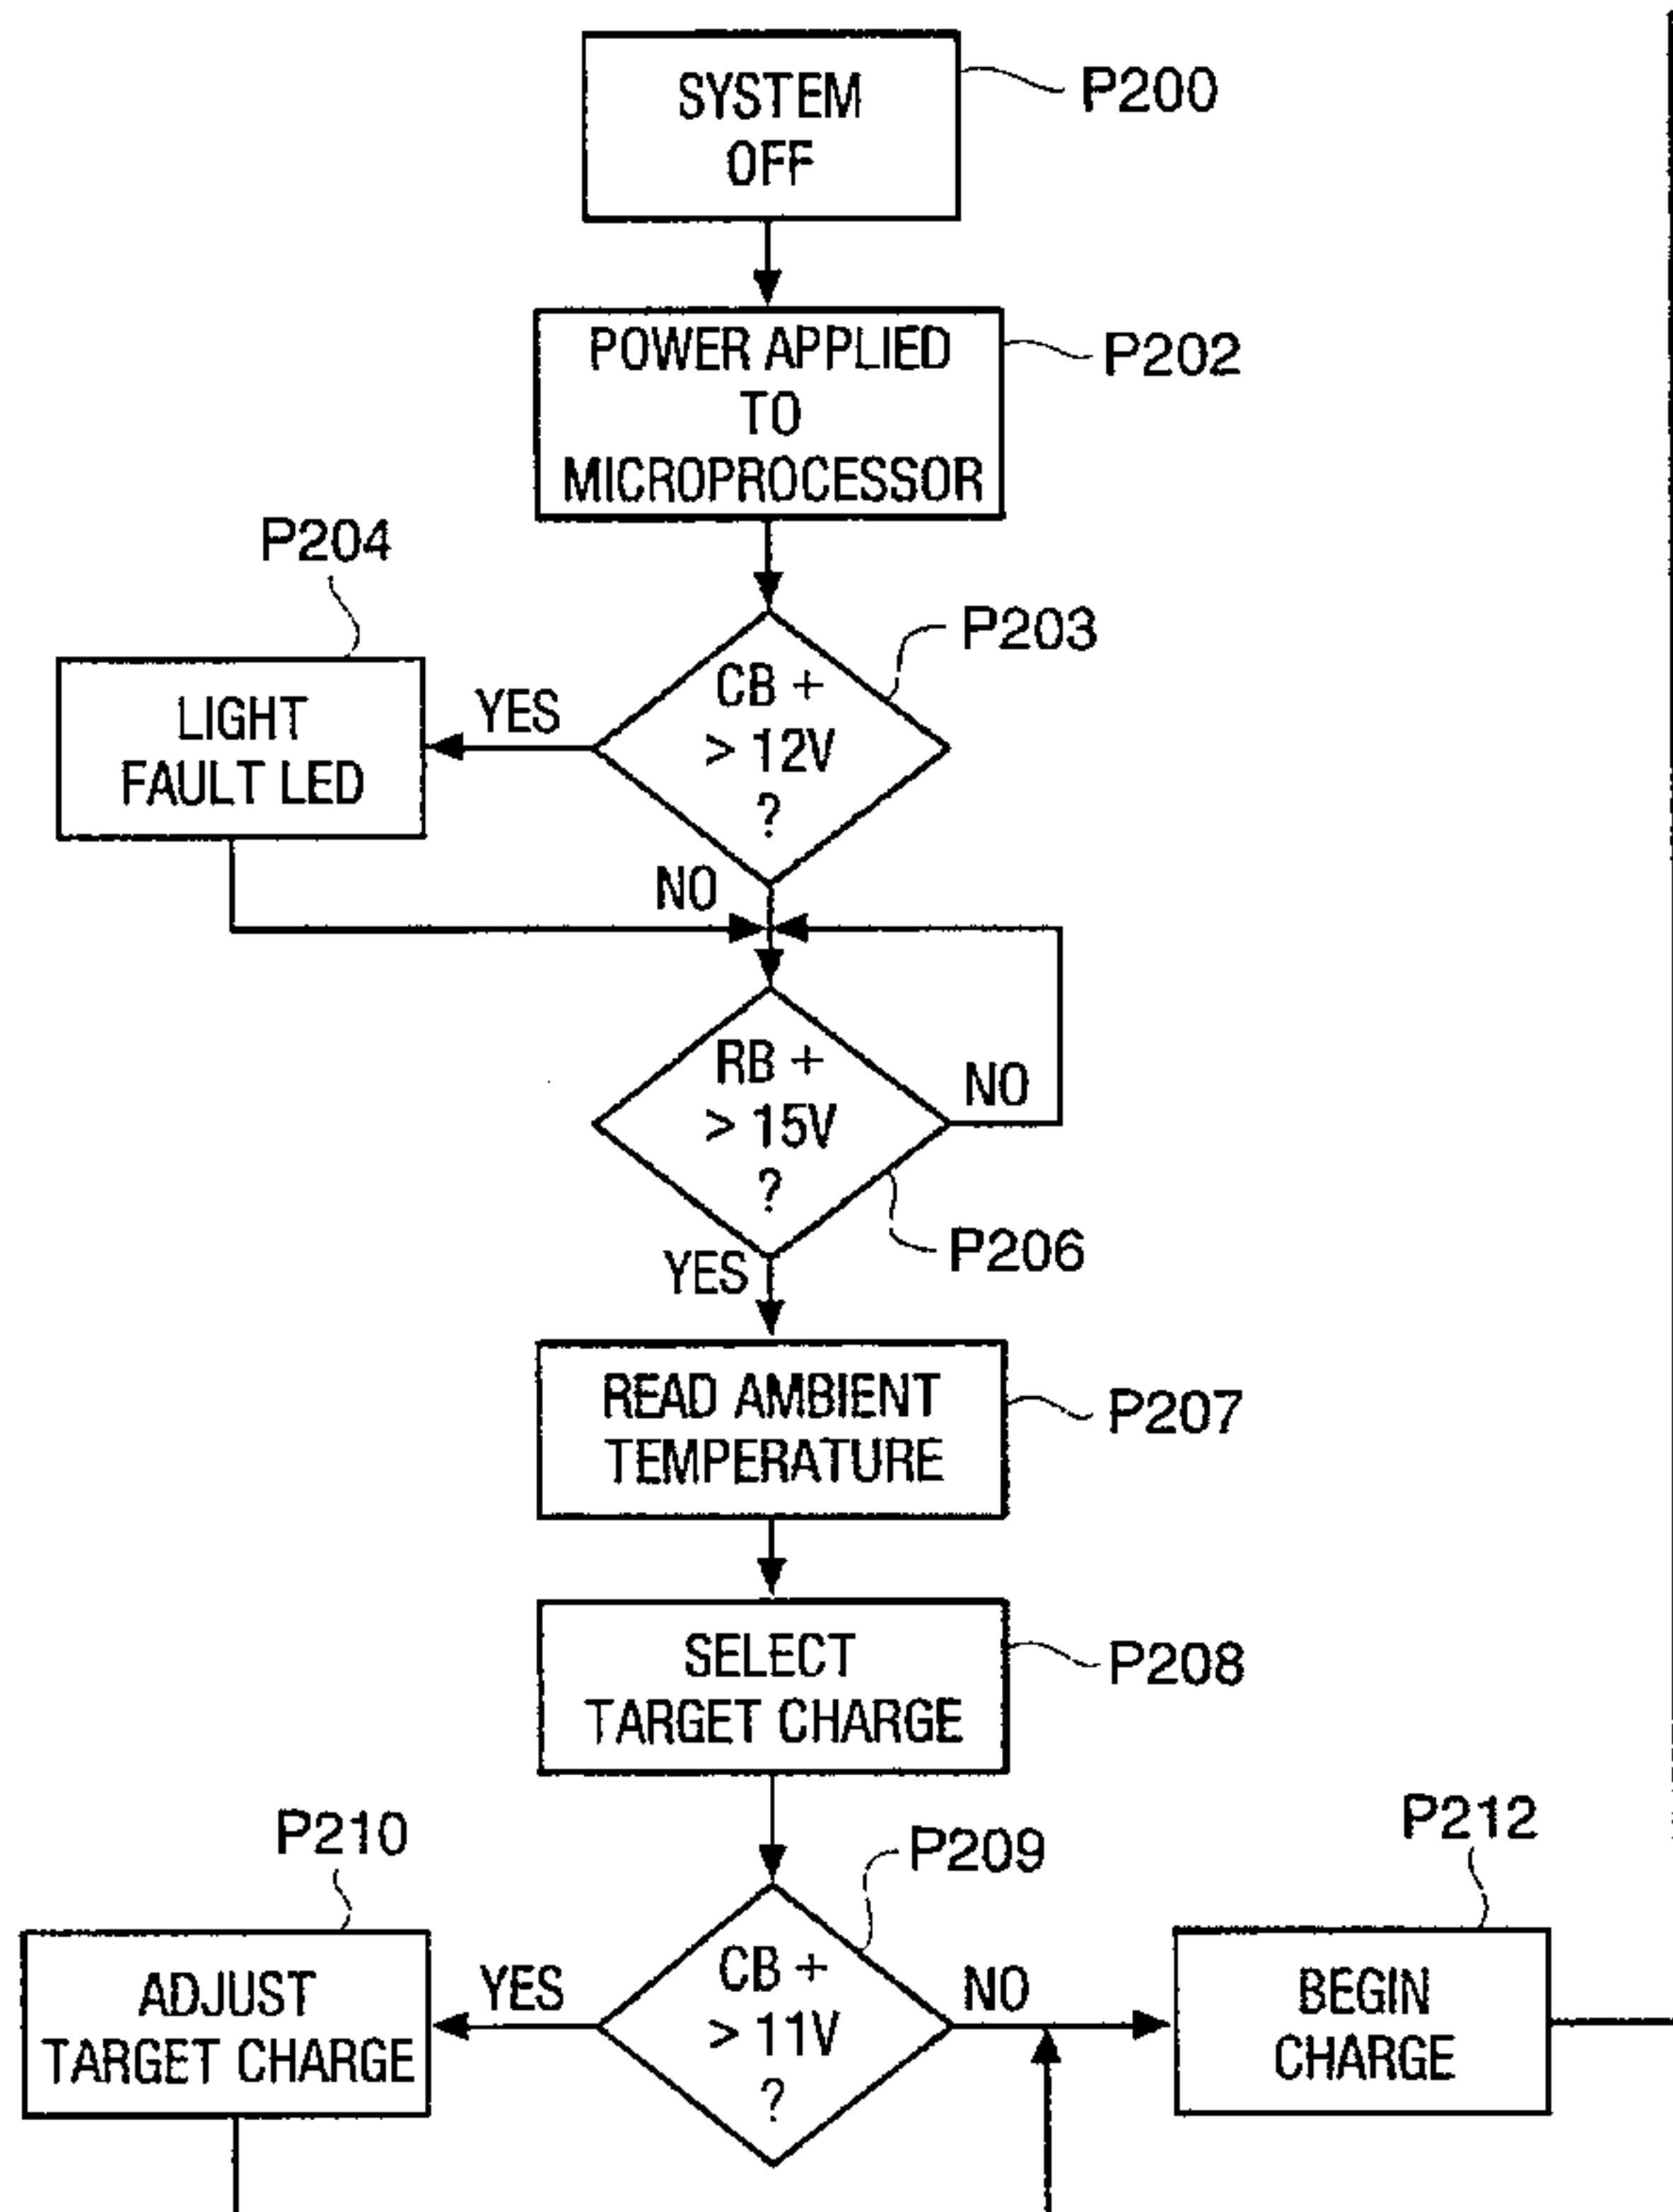 SYSTEM
OFF
P200
POWER APPLIED
TO
MICROPROCESSOR
P202
P204
P203
LIGHT
FAULT LED
YES
CB +
> 12V
?
NO
RB +
> 15V
?
NO
P206
YES
READ AMBIENT
TEMPERATURE
P207
SELECT
TARGET CHARGE
P208
P210
P209
P212
ADJUST
TARGET CHARGE
YES
CB +
> 11V
?
NO
BEGIN
CHARGE